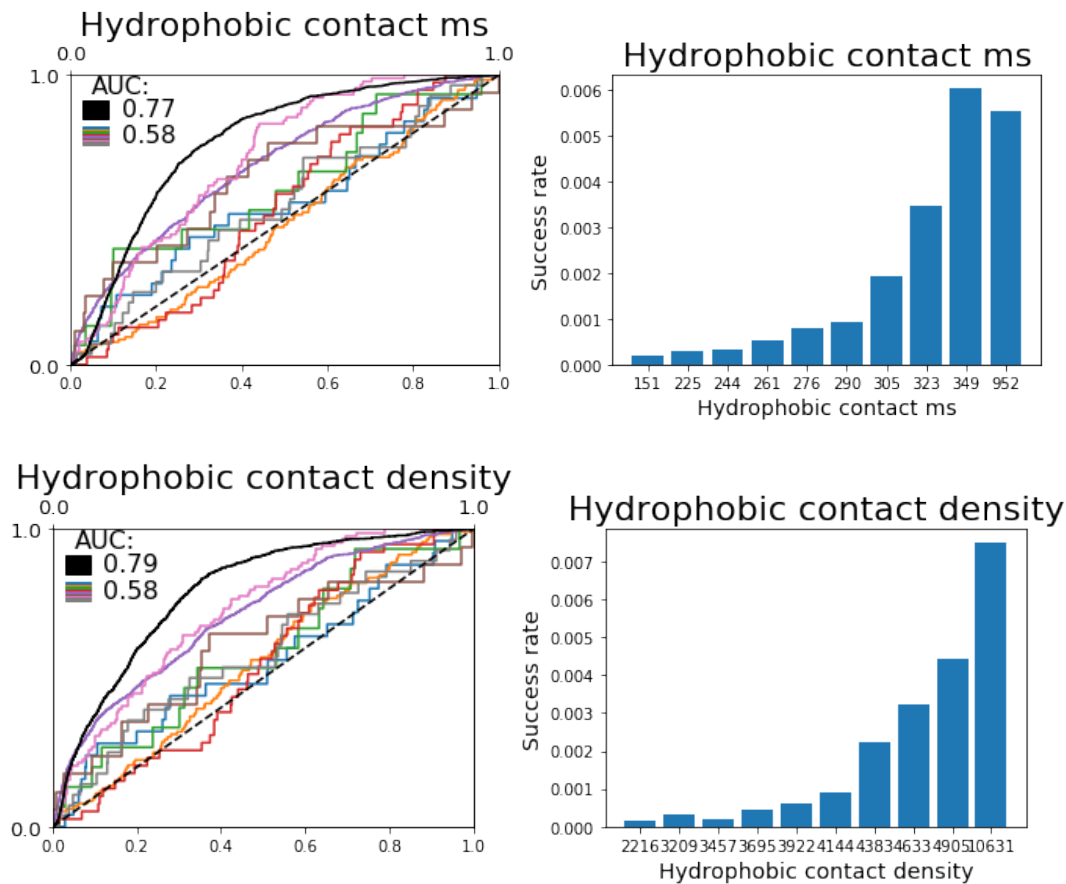 Hydrophobic contact ms
0.0 1.0
1.0
AUC:
0.77
0.58
0.0
0.0 0.2 0.4 0.6 0.8 1.0
Hydrophobic contact ms
Success rate
0.006
0.005
0.004
0.003
0.002
0.001
0.000
151 225 244 261 276 290 305 323 349 952
Hydrophobic contact ms
Hydrophobic contact density
0.0 1.0
1.0
AUC:
0.79
0.58
0.0
0.0 0.2 0.4 0.6 0.8 1.0
Hydrophobic contact density
Success rate
0.007
0.006
0.005
0.004
0.003
0.002
0.001
0.000
2216 3209 3457 3695 3922 4144 4383 4633 4905 10631
Hydrophobic contact density